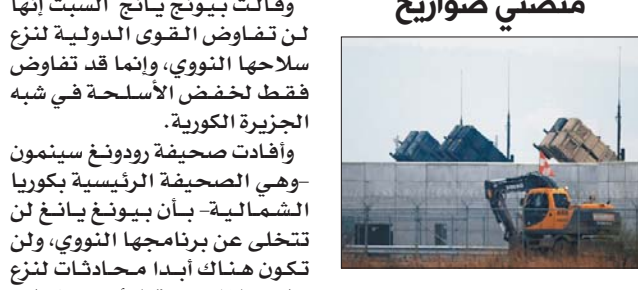 منصتي صواريخ
وقالت بيونج يانج السبت إنها
لن تفاوض القوى الدولية لنزع
سلاحها النووي، وإنما قد تفاوض
فقط لخفض الأسلحة في شبه
الجزيرة الكورية.
وأفادت صحيفة رودونغ سينمون
-وهي الصحيفة الرئيسية بكوريا
الشمالية- بأن بيونغ يانغ لن
تتخلى عن برنامجها النووي، ولن
تكون هناك أبدا محادثات لنزع